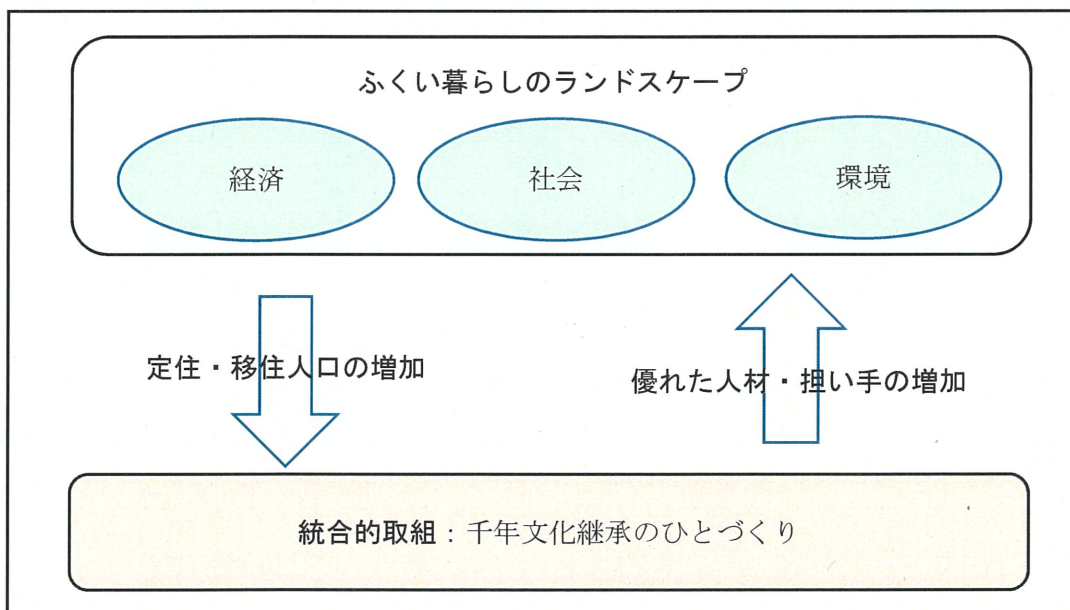 ふくい暮らしのランドスケープ
経済
社会
環境
定住・移住人口の増加
優れた人材・担い手の増加
統合的取組：千年文化継承のひとづくり